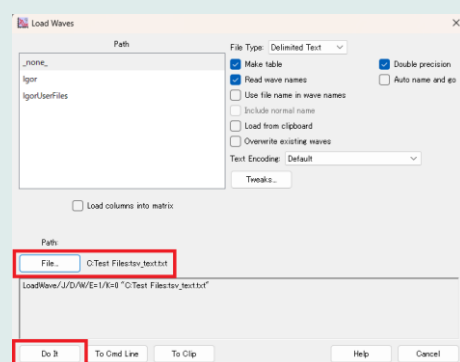 Load Waves
Path
_none_
Igor
IgorUserFiles
File Type: Delimited Text
Make table
Double precision
Read wave names
Auto name and go
Use file name in wave names
Include normal name
Load from clipboard
Overwrite existing waves
Text Encoding: Default
Tweaks...
Load columns into matrix
Path:
File... C:Test Files:tsv_text.txt
LoadWave/J/D/W/E=1/K=0 "C:Test Files:tsv_text.txt"
Do It
To Cmd Line
To Clip
Help
Cancel